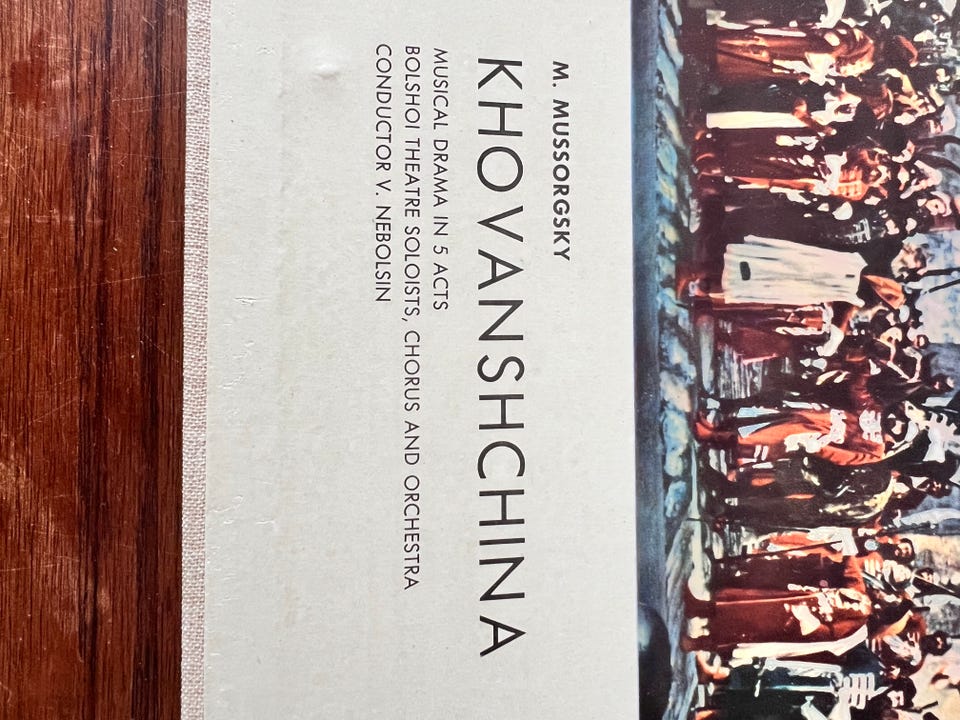 M. MUSSORGSKY
KHOVANSHCHINA
MUSICAL DRAMA IN 5 ACTS
BOLSHOI THEATRE SOLOISTS, CHORUS AND ORCHESTRA
CONDUCTOR V. NEBOLSIN